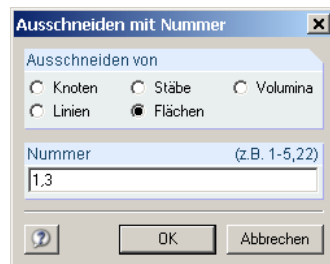 Ausschneiden mit Nummer
Ausschneiden von
Knoten Stäbe Volumina
Linien Flächen
Nummer (z.B. 1-5,22)
1,3
OK Abbrechen